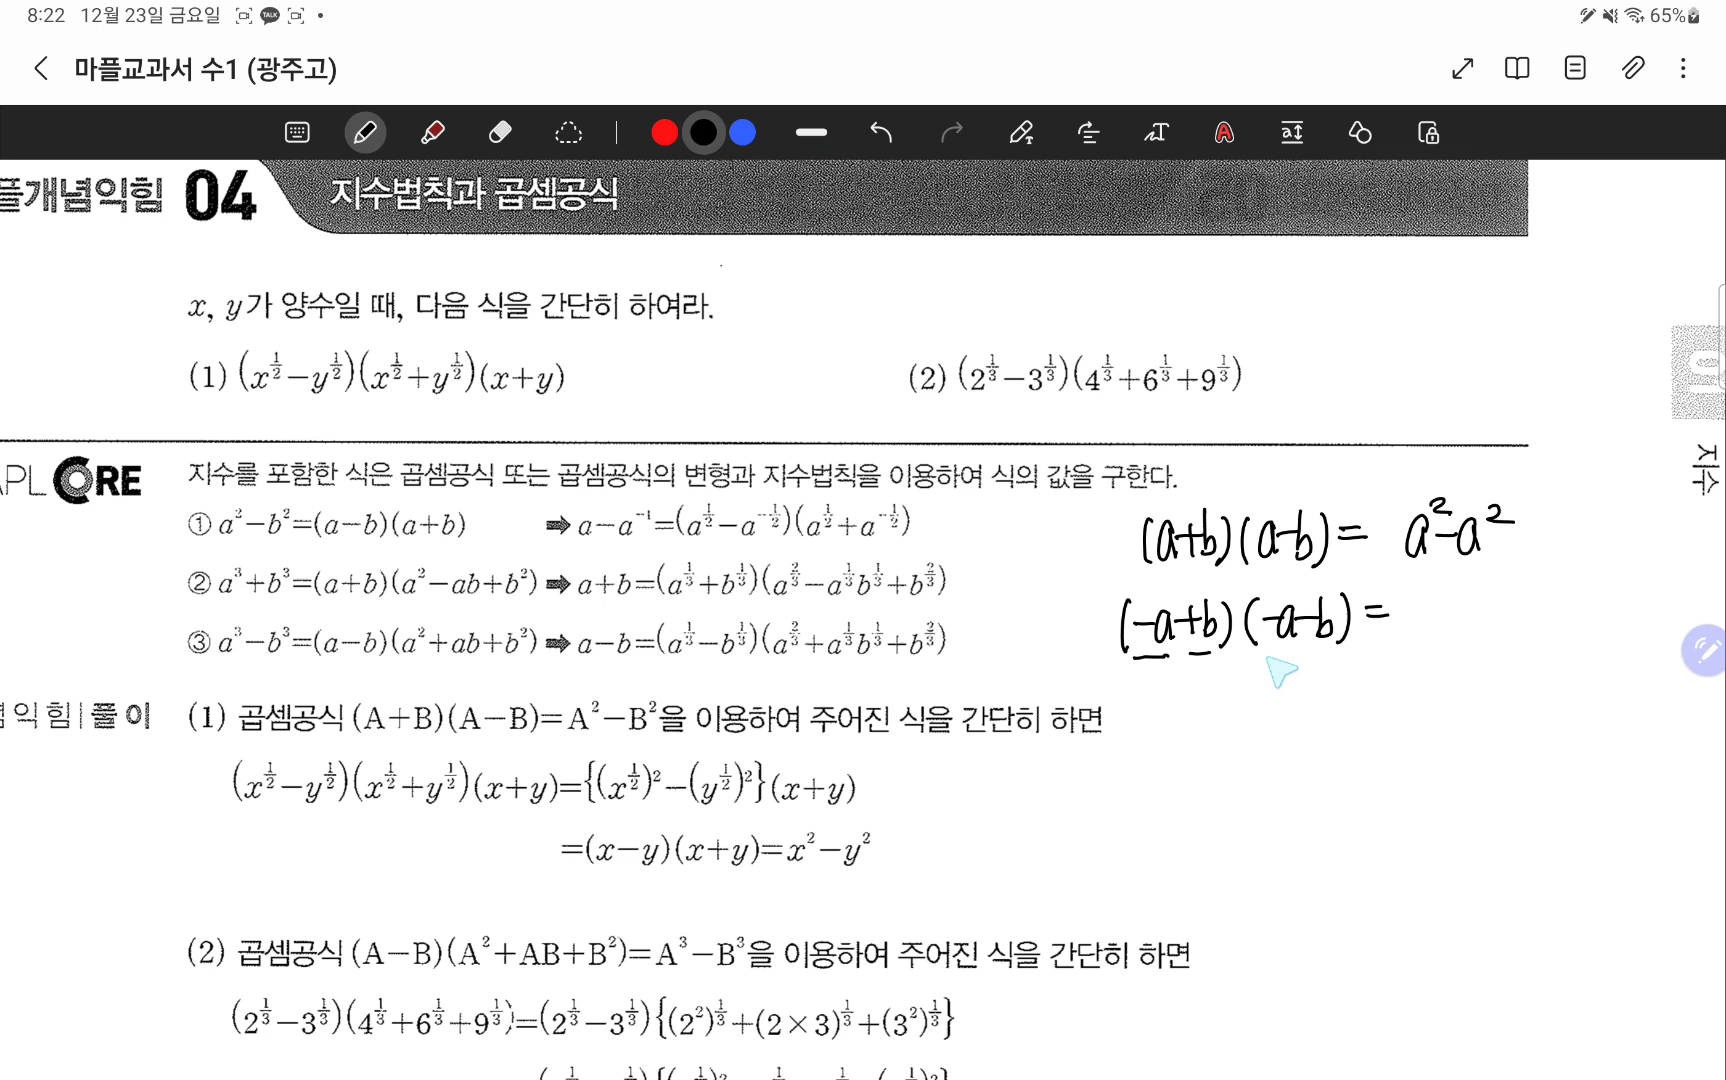 8:22 12월 23일 금요일 TALK 65%
마플교과서 수1 (광주고)
플개념익힘 04 지수법칙과 곱셈공식
x, y가 양수일 때, 다음 식을 간단히 하여라.
(1) (x^{1/2}-y^{1/2})(x^{1/2}+y^{1/2})(x+y) (2) (2^{1/3}-3^{1/3})(4^{1/3}+6^{1/3}+9^{1/3})
지수
APL CORE 지수를 포함한 식은 곱셈공식 또는 곱셈공식의 변형과 지수법칙을 이용하여 식의 값을 구한다.
① a²-b²=(a-b)(a+b) ➡ a-a^{-1}=(a^{1/2}-a^{-1/2})(a^{1/2}+a^{-1/2})
(a+b)(a-b)= a²-a²
② a³+b³=(a+b)(a²-ab+b²) ➡ a+b=(a^{1/3}+b^{1/3})(a^{2/3}-a^{1/3}b^{1/3}+b^{2/3})
(-a+b)(-a-b)=
③ a³-b³=(a-b)(a²+ab+b²) ➡ a-b=(a^{1/3}-b^{1/3})(a^{2/3}+a^{1/3}b^{1/3}+b^{2/3})
념익힘|풀이 (1) 곱셈공식 (A+B)(A-B)=A²-B²을 이용하여 주어진 식을 간단히 하면
(x^{1/2}-y^{1/2})(x^{1/2}+y^{1/2})(x+y)={(x^{1/2})²-(y^{1/2})²}(x+y)
=(x-y)(x+y)=x²-y²
(2) 곱셈공식 (A-B)(A²+AB+B²)=A³-B³을 이용하여 주어진 식을 간단히 하면
(2^{1/3}-3^{1/3})(4^{1/3}+6^{1/3}+9^{1/3})=(2^{1/3}-3^{1/3}){(2²)^{1/3}+(2×3)^{1/3}+(3²)^{1/3}}